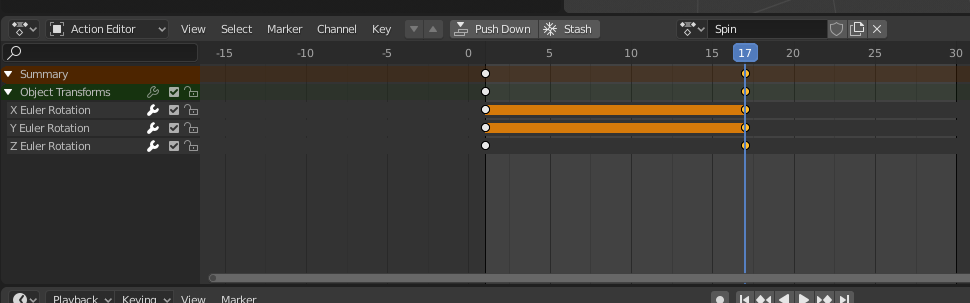 Action Editor View Select Marker Channel Key Push Down Stash Spin
-15 -10 -5 0 5 10 15 17 20 25 30
Summary
Object Transforms
X Euler Rotation
Y Euler Rotation
Z Euler Rotation
Playback Keying View Marker